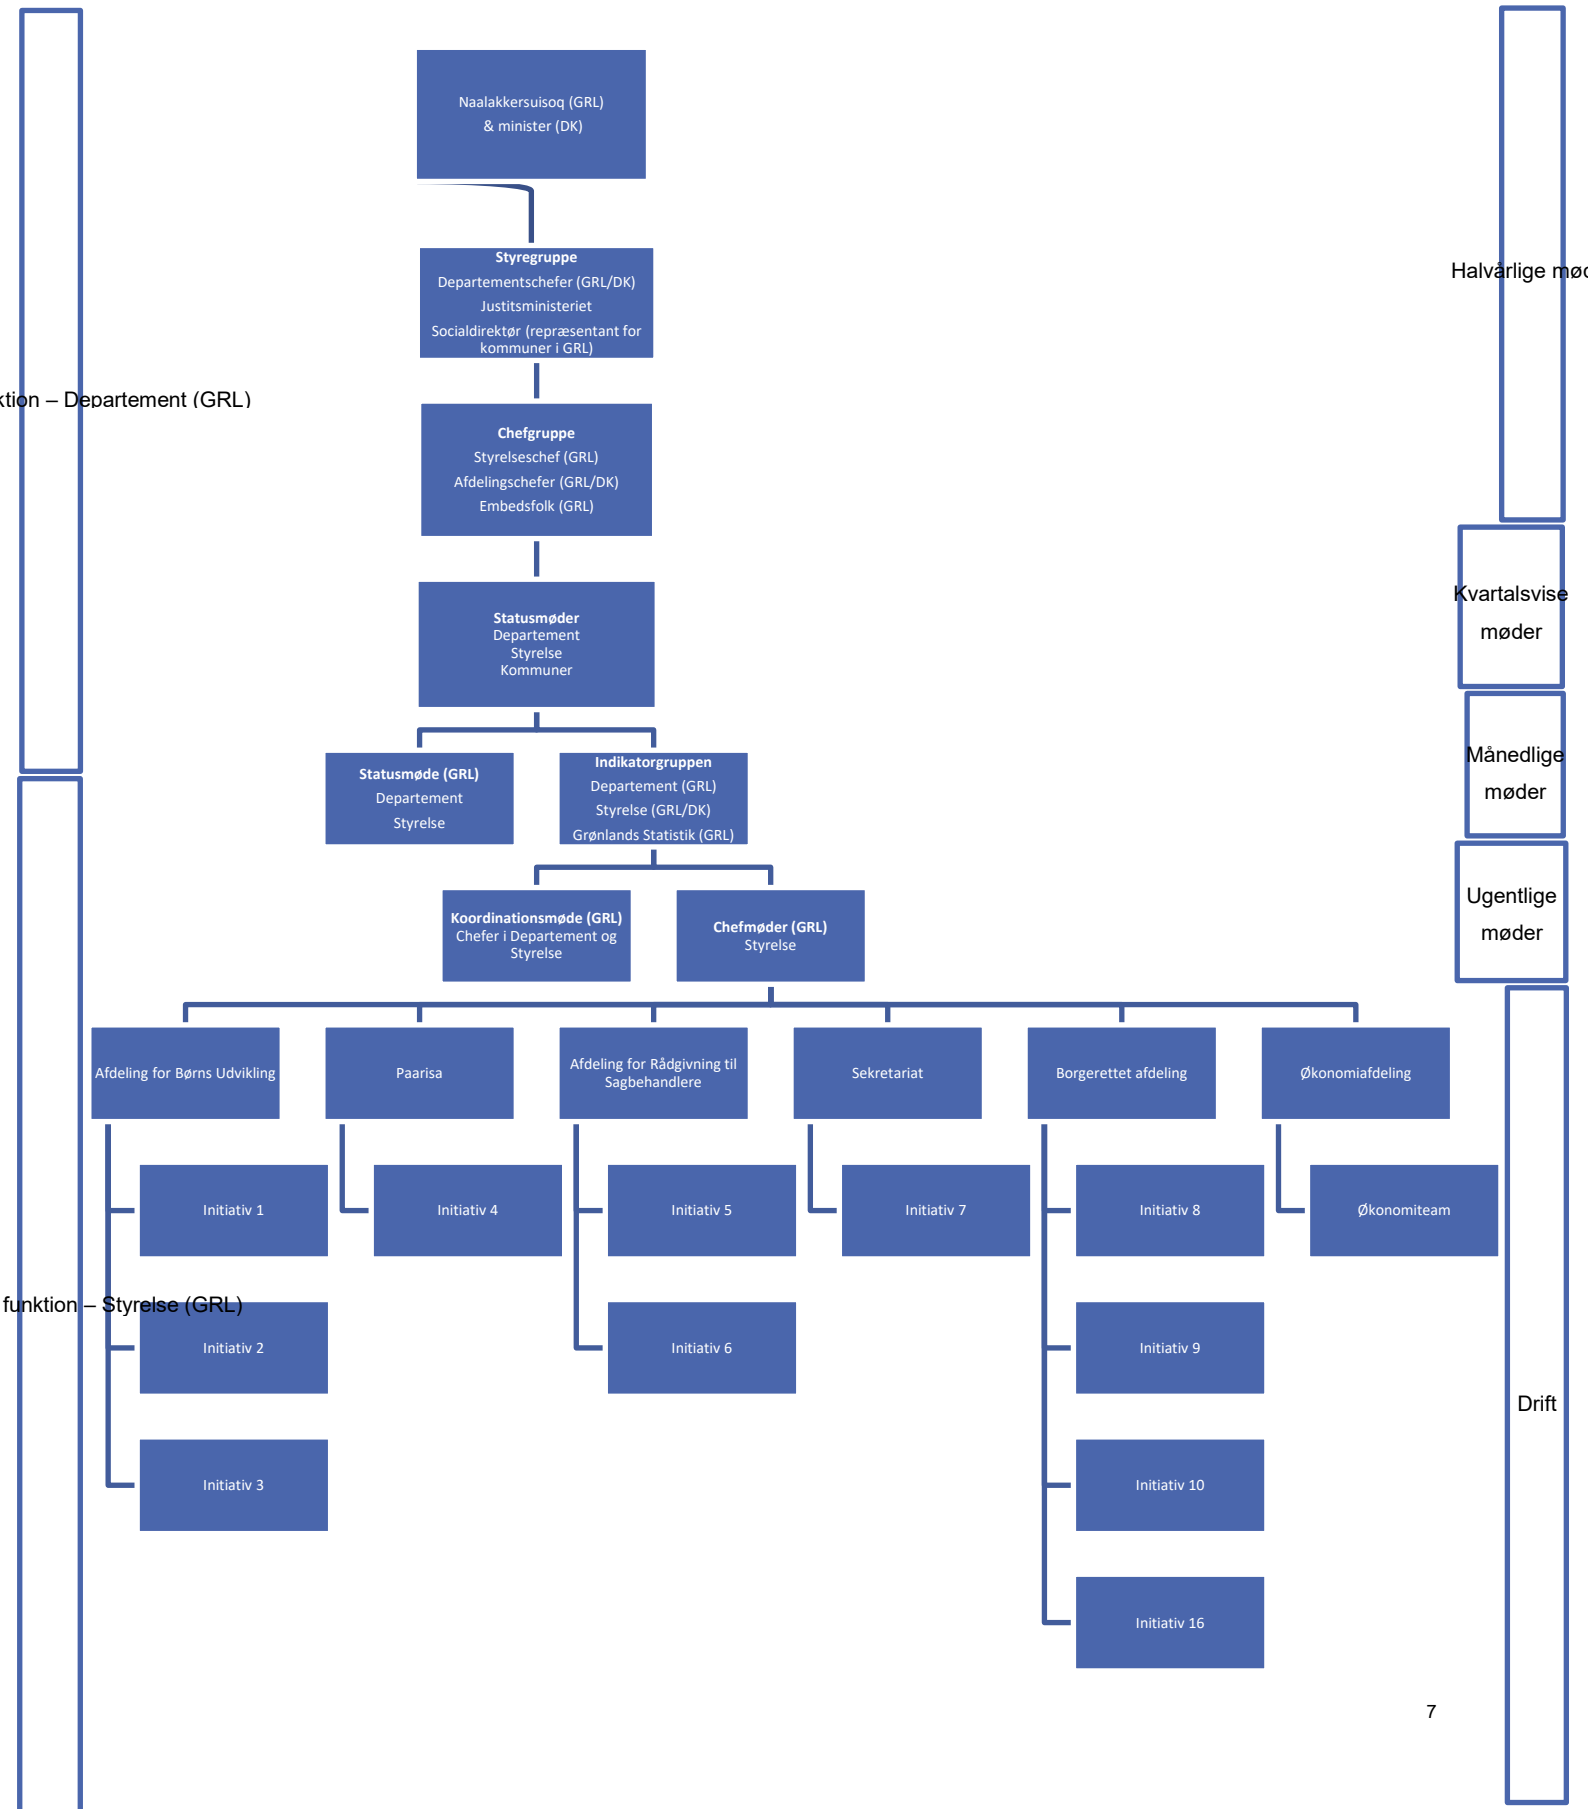 Naalakkersuisoq (GRL)
& minister (DK)
Styregruppe
Departementschefer (GRL/DK)
Justitsministeriet
Socialdirektør (repræsentant for
kommuner i GRL)
Halvårlige
– Departement (GRL)
Chefgruppe
Styrelseschef (GRL)
Afdelingschefer (GRL/DK)
Embedsfolk (GRL)
Statusmøder
Departement
Styrelse
Kommuner
Kvartalsvise
møder
Statusmøde (GRL)
Departement
Styrelse
Indikatorgruppen
Departement (GRL)
Styrelse (GRL/DK)
Grønlands Statistik (GRL)
Månedlige
møder
Koordinationsmøde (GRL)
Chefer i Departement og
Styrelse
Chefmøder (GRL)
Styrelse
Ugentlige
møder
Afdeling for Børns Udvikling
Paarisa
Afdeling for Rådgivning til
Sagbehandlere
Sekretariat
Borgerettet afdeling
Økonomiafdeling
Initiativ 1
Initiativ 4
Initiativ 5
Initiativ 7
Initiativ 8
Økonomiteam
funktion – Styrelse (GRL)
Initiativ 2
Initiativ 6
Initiativ 9
Drift
Initiativ 3
Initiativ 10
Initiativ 16
7